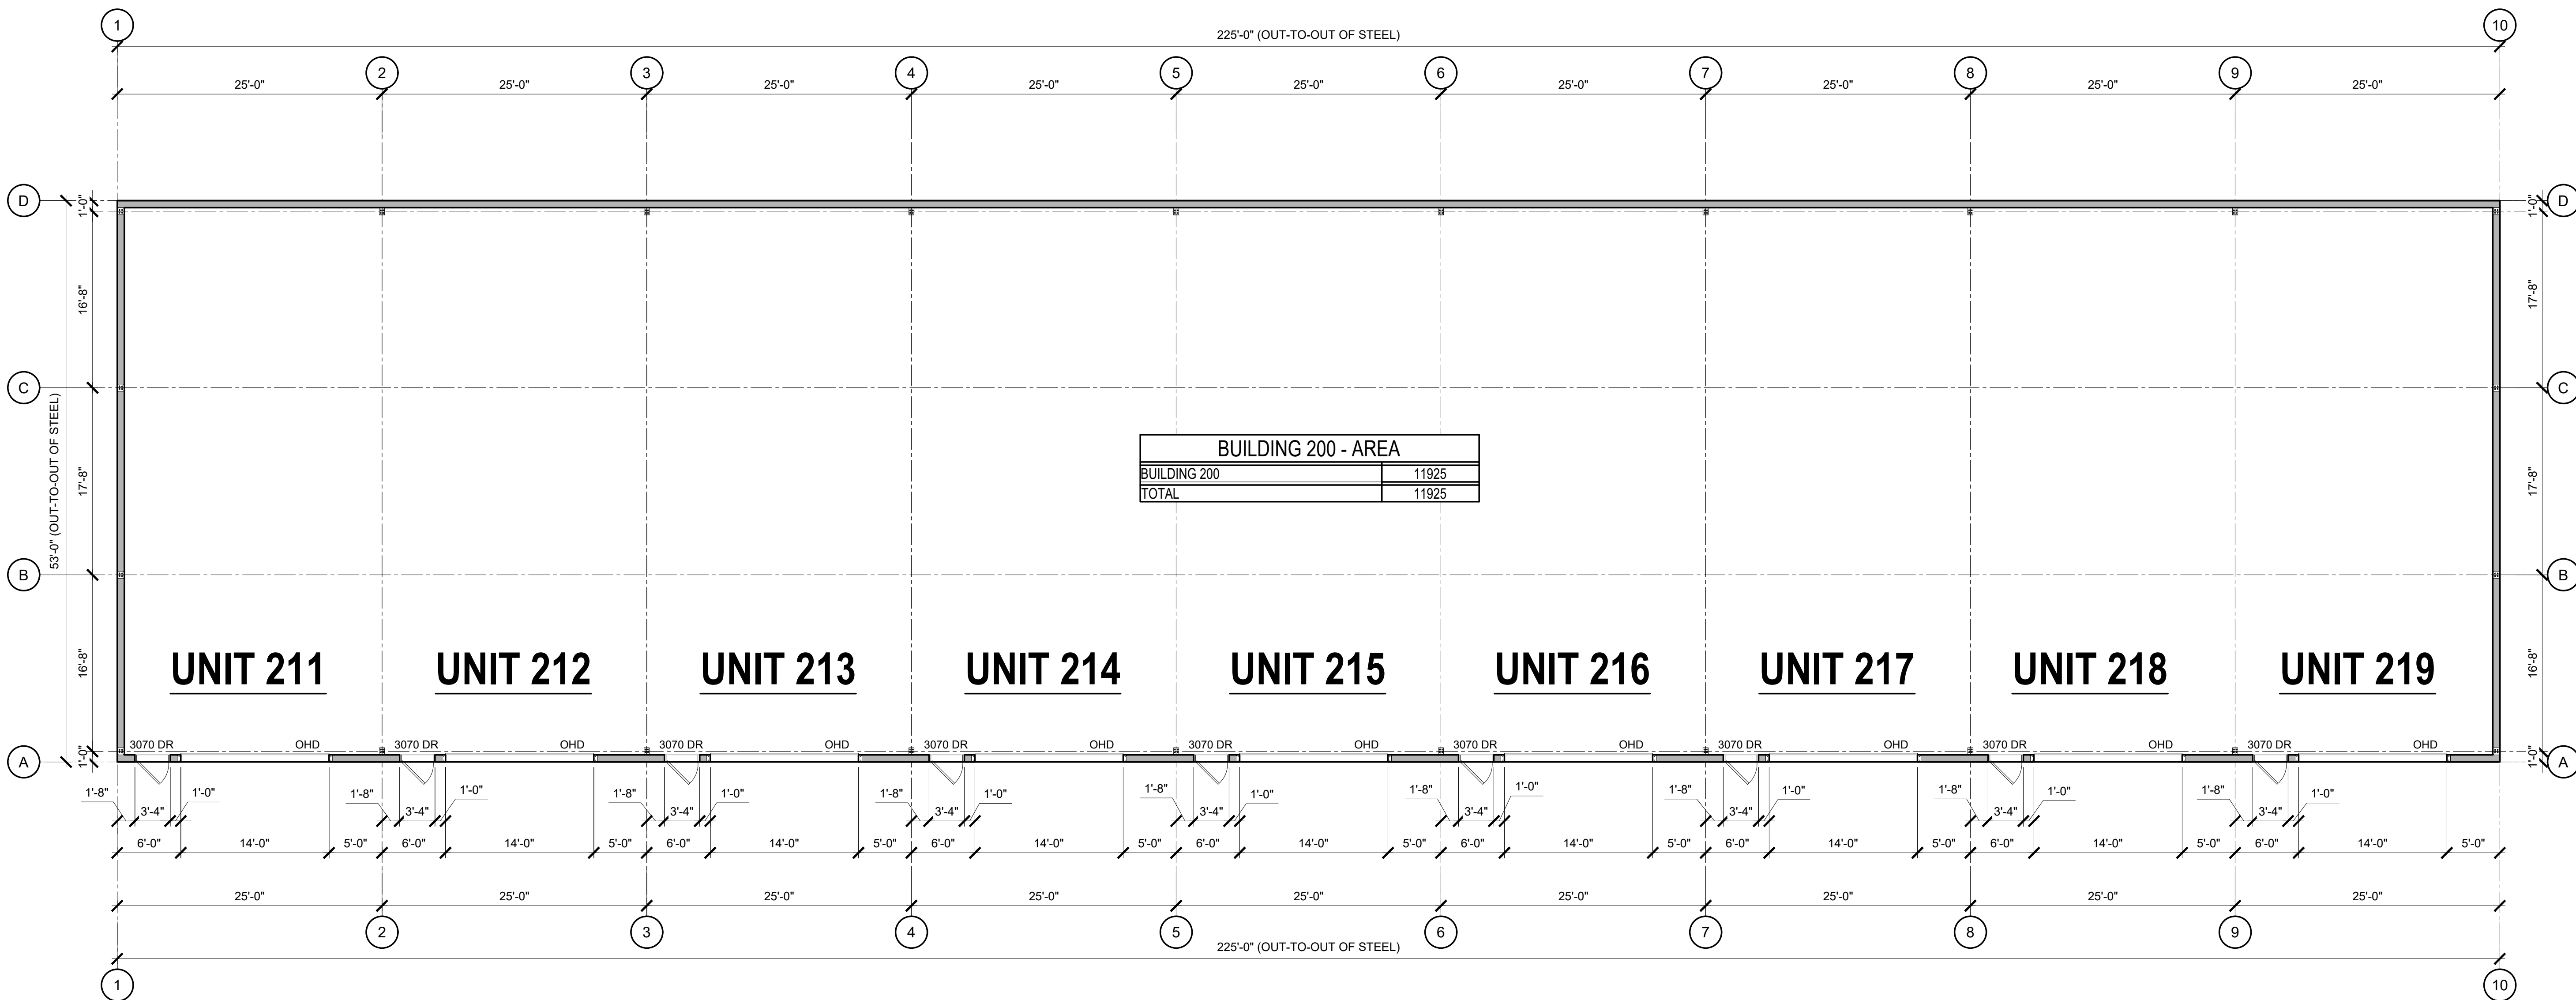 1
10
225'-0" (OUT-TO-OUT OF STEEL)
2
3
4
5
6
7
8
9
25'-0"
25'-0"
25'-0"
25'-0"
25'-0"
25'-0"
25'-0"
25'-0"
25'-0"
D
D
1'-0"
1'-0"
16'-8"
17'-8"
C
C
53'-0" (OUT-TO-OUT OF STEEL)
17'-8"
17'-8"
BUILDING 200 - AREA
BUILDING 200 11925
TOTAL 11925
B
B
16'-8"
16'-8"
UNIT 211 UNIT 212 UNIT 213 UNIT 214 UNIT 215 UNIT 216 UNIT 217 UNIT 218 UNIT 219
3070 DR OHD 3070 DR OHD 3070 DR OHD 3070 DR OHD 3070 DR OHD 3070 DR OHD 3070 DR OHD 3070 DR OHD 3070 DR OHD
A
A
1'-0"
1'-0"
1'-8" 1'-0" 1'-8" 1'-0" 1'-8" 1'-0" 1'-8" 1'-0" 1'-8" 1'-0" 1'-8" 1'-0" 1'-8" 1'-0" 1'-8" 1'-0" 1'-8" 1'-0"
3'-4" 3'-4" 3'-4" 3'-4" 3'-4" 3'-4" 3'-4" 3'-4" 3'-4"
6'-0" 14'-0" 5'-0" 6'-0" 14'-0" 5'-0" 6'-0" 14'-0" 5'-0" 6'-0" 14'-0" 5'-0" 6'-0" 14'-0" 5'-0" 6'-0" 14'-0" 5'-0" 6'-0" 14'-0" 5'-0" 6'-0" 14'-0" 5'-0" 6'-0" 14'-0" 5'-0"
25'-0"
25'-0"
25'-0"
25'-0"
25'-0"
25'-0"
25'-0"
25'-0"
25'-0"
2
3
4
5
6
7
8
9
225'-0" (OUT-TO-OUT OF STEEL)
1
10